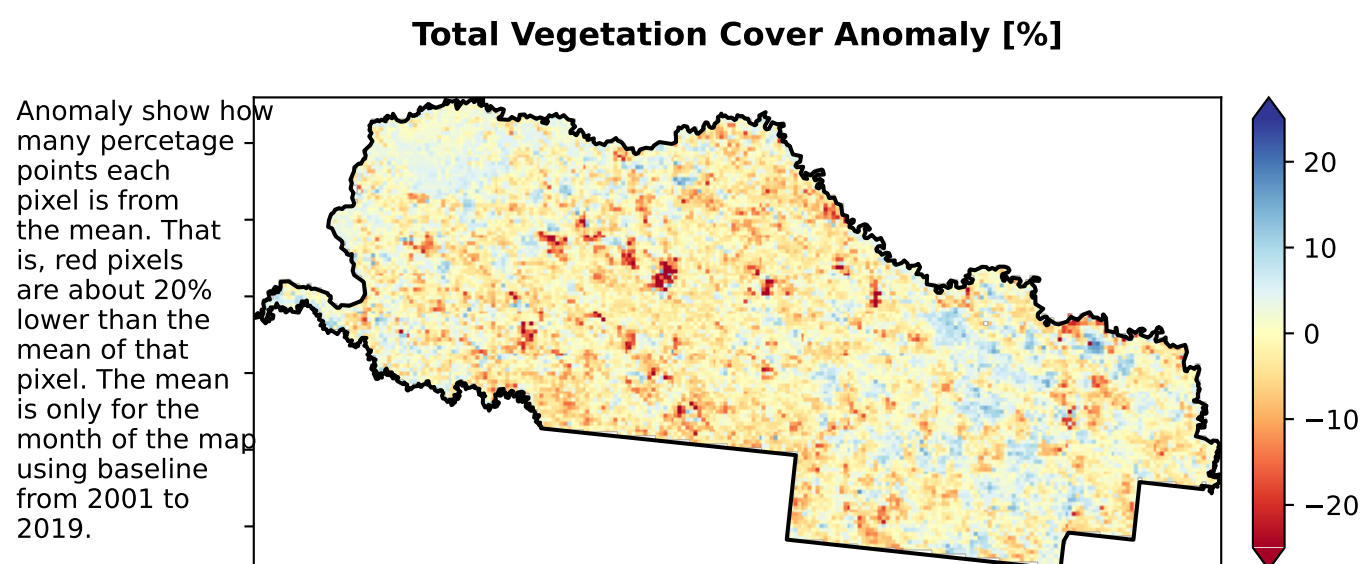 Total Vegetation Cover Anomaly [%]
Anomaly show how
many percetage
points each
pixel is from
the mean. That
is, red pixels
are about 20%
lower than the
mean of that
pixel. The mean
is only for the
month of the map
using baseline
from 2001 to
2019.
20
10
0
−10
−20